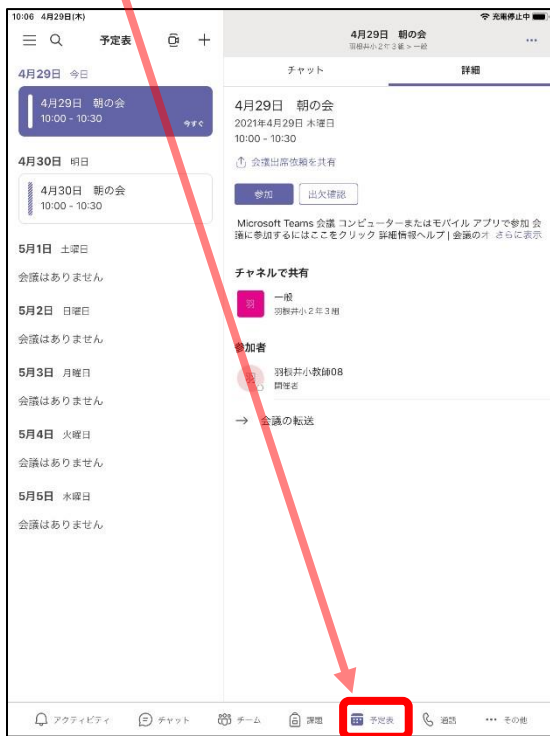 10:06 4月29日(木)
充電停止中
予定表
4月29日 今日
4月29日 朝の会
10:00 - 10:30
今すぐ
4月30日 明日
4月30日 朝の会
10:00 - 10:30
5月1日 土曜日
会議はありません
5月2日 日曜日
会議はありません
5月3日 月曜日
会議はありません
5月4日 火曜日
会議はありません
5月5日 水曜日
会議はありません
4月29日 朝の会
羽根井小2年3組 > 一般
チャット
詳細
4月29日 朝の会
2021年4月29日 木曜日
10:00 - 10:30
会議出席依頼を共有
参加
出欠確認
Microsoft Teams 会議 コンピューターまたはモバイル アプリで参加 会
議に参加するにはここをクリック 詳細情報ヘルプ | 会議のオ さらに表示
チャネルで共有
羽
一般
羽根井小2年3組
参加者
羽
羽根井小教師08
開催者
会議の転送
アクティビティ
チャット
チーム
課題
予定表
通話
その他